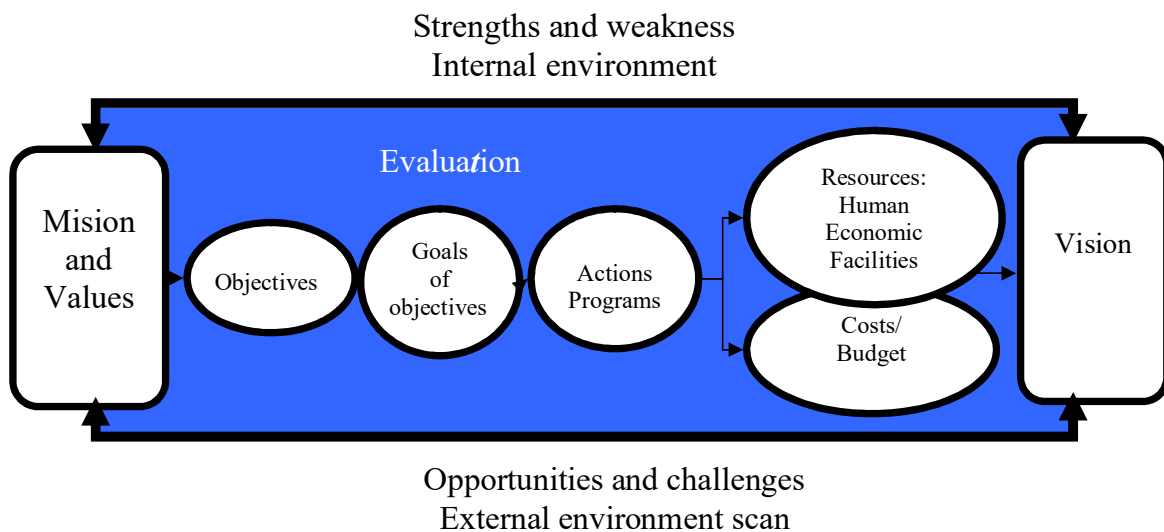 Strengths and weakness
Internal environment
Evaluation
Mision
and
Values
Objectives
Goals
of
objectives
Actions
Programs
Resources:
Human
Economic
Facilities
Costs/
Budget
Vision
Opportunities and challenges
External environment scan